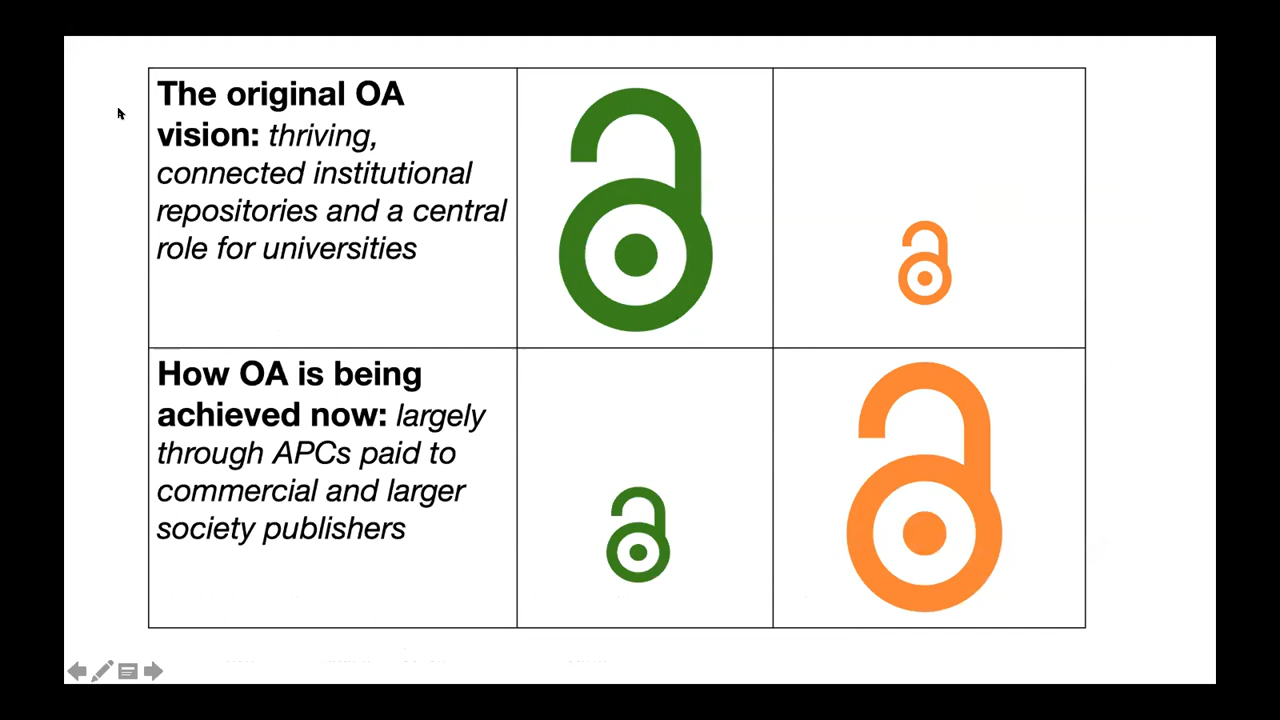 The original OA
vision: thriving,
connected institutional
repositories and a central
role for universities
How OA is being
achieved now: largely
through APCs paid to
commercial and larger
society publishers